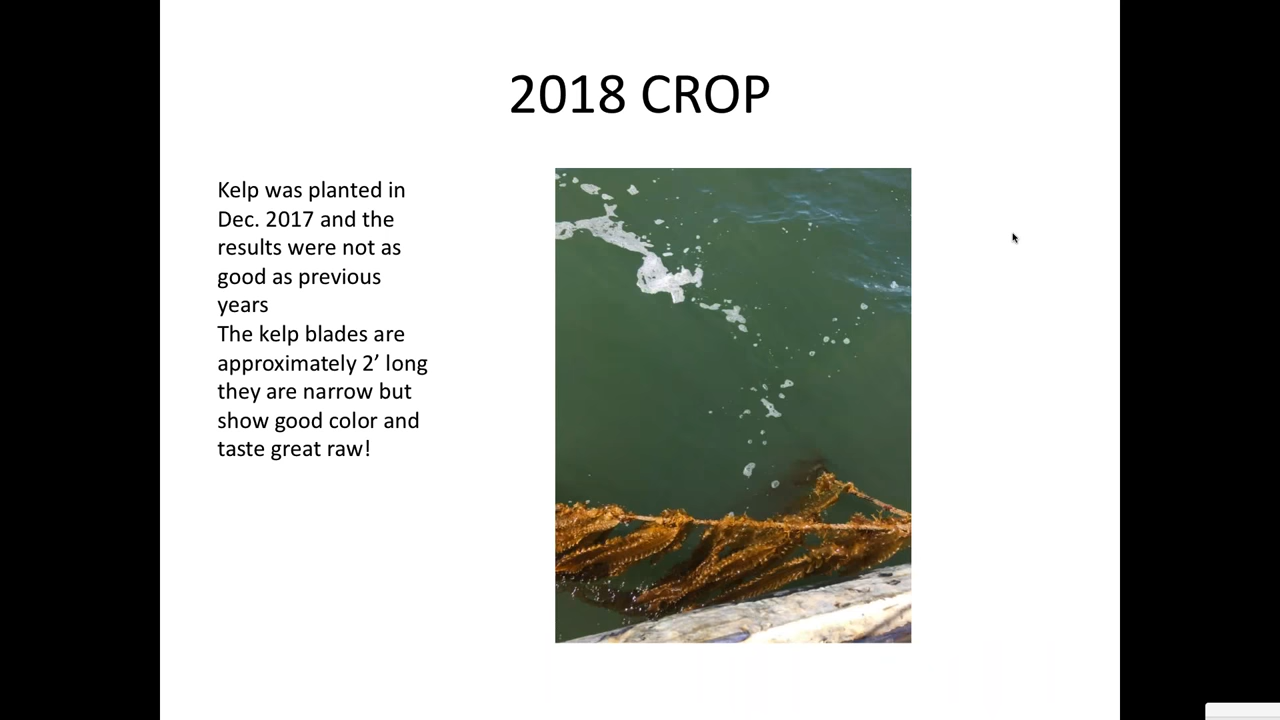 2018 CROP
Kelp was planted in
Dec. 2017 and the
results were not as
good as previous
years
The kelp blades are
approximately 2’ long
they are narrow but
show good color and
taste great raw!